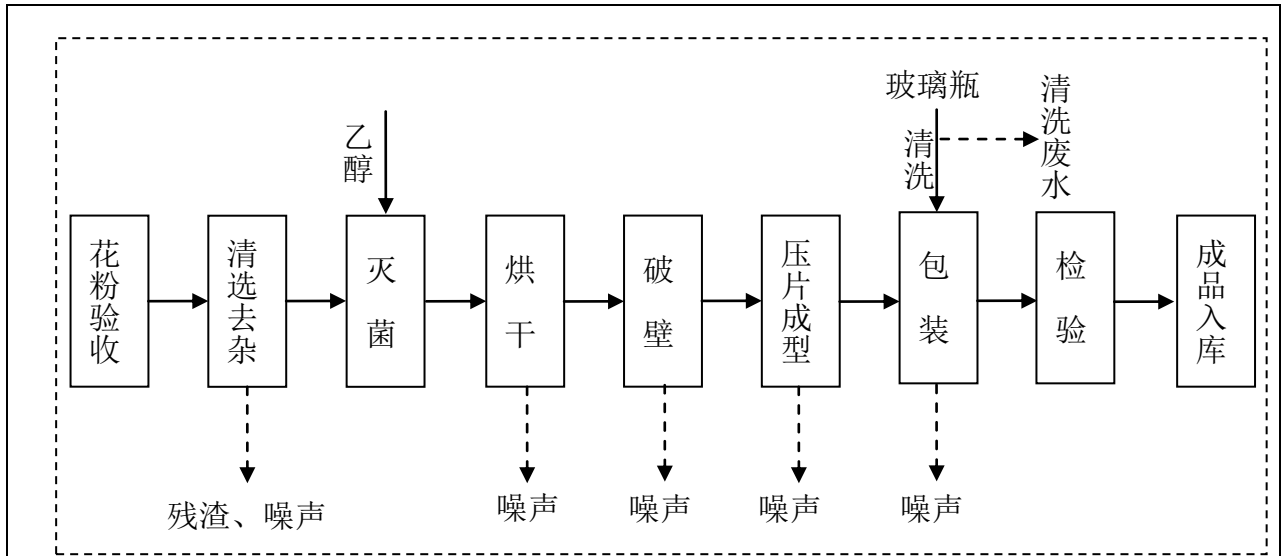 玻璃瓶
清洗
清洗废水
乙醇
花粉验收
清选去杂
灭菌
烘干
破壁
压片成型
包装
检验
成品入库
残渣、噪声
噪声
噪声
噪声
噪声